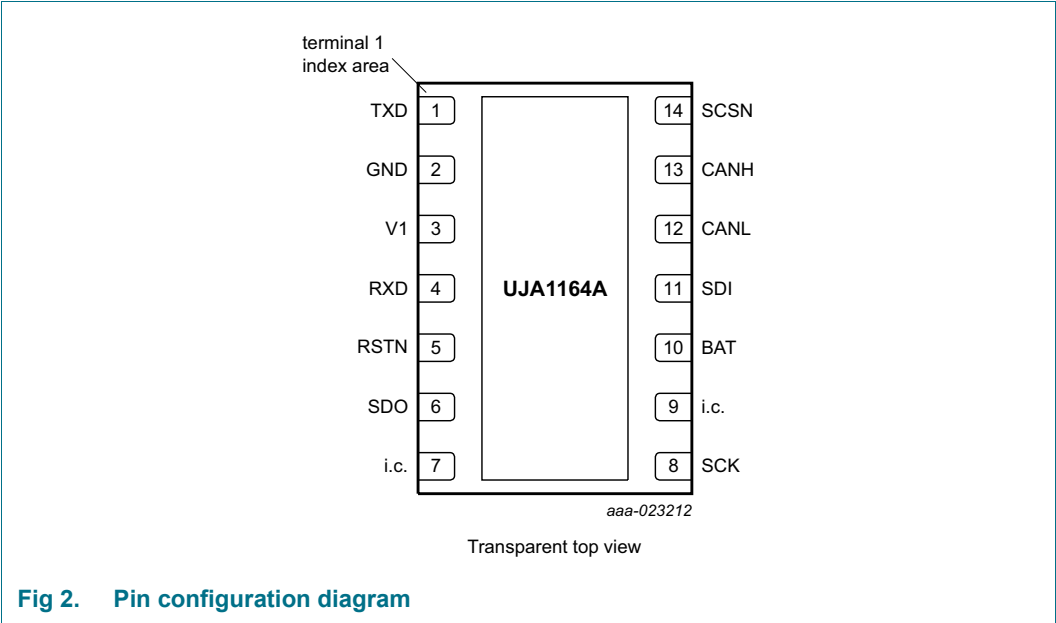 terminal 1
index area
TXD 1 14 SCSN
GND 2 13 CANH
V1 3 12 CANL
RXD 4 UJA1164A 11 SDI
RSTN 5 10 BAT
SDO 6 9 i.c.
i.c. 7 8 SCK
aaa-023212
Transparent top view
Fig 2. Pin configuration diagram